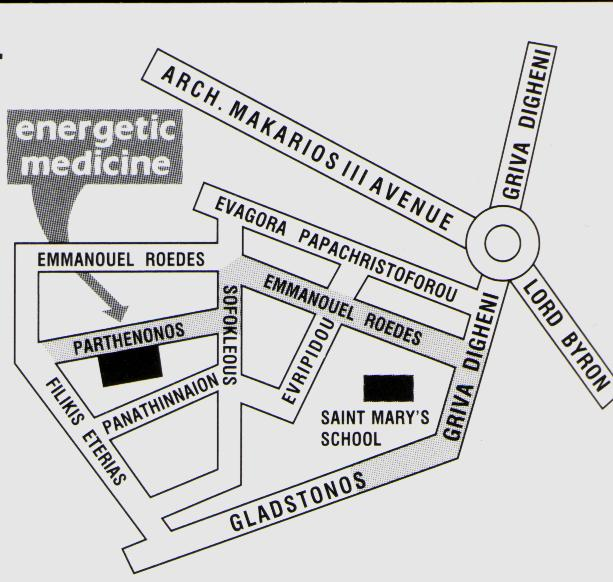 ARCH. MAKARIOS III AVENUE
GRIVA DIGHENI
energetic
medicine
EVAGORA PAPACHRISTOFOROU
EMMANOUEL ROEDES
EMMANOUEL ROEDES
LORD BYRON
SOFOKLEOUS
PARTHENONOS
EVRIPIDOU
GRIVA DIGHENI
PANATHINNAION
FILIKIS ETERIAS
SAINT MARY'S
SCHOOL
GLADSTONOS